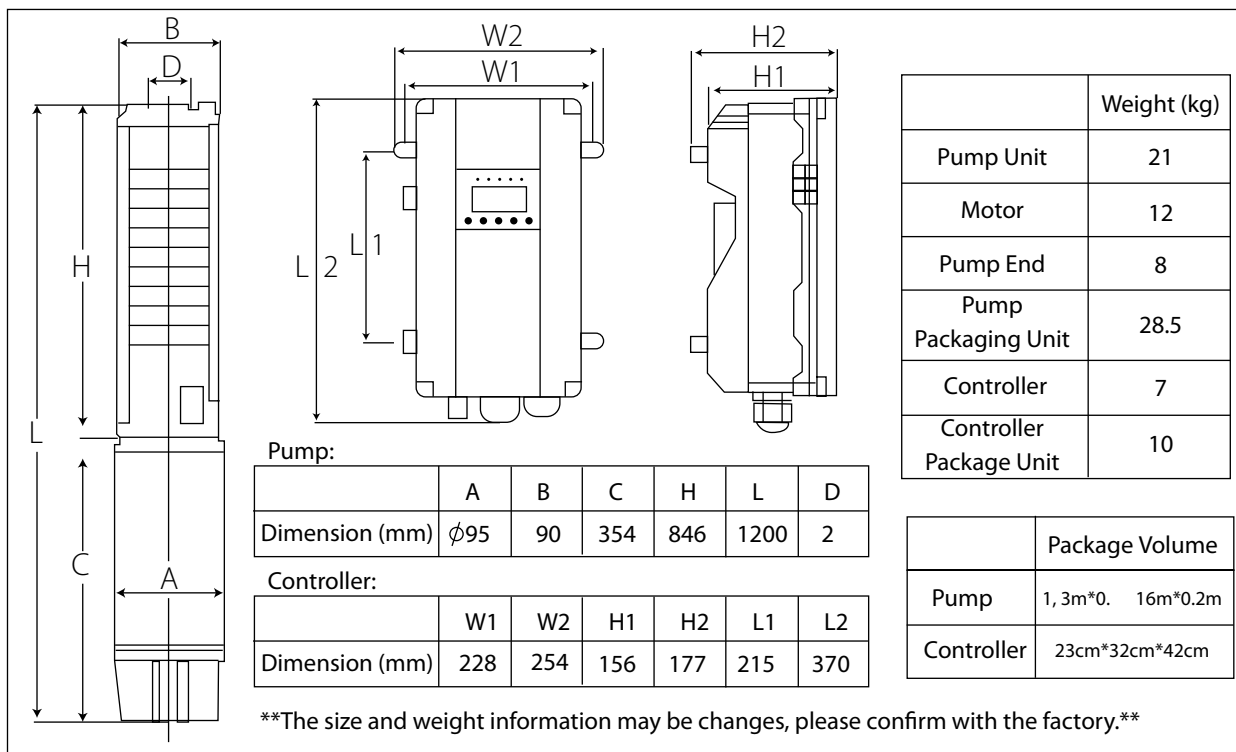 B
D
H
L
C
A
W2
W1
L 2
L 1
H2
H1
Weight (kg)
Pump Unit 21
Motor 12
Pump End 8
Pump
Packaging Unit 28.5
Controller 7
Controller
Package Unit 10
Pump:
A B C H L D
Dimension (mm) ϕ95 90 354 846 1200 2
Controller:
W1 W2 H1 H2 L1 L2
Dimension (mm) 228 254 156 177 215 370
Package Volume
Pump 1, 3m*0. 16m*0.2m
Controller 23cm*32cm*42cm
**The size and weight information may be changes, please confirm with the factory.**